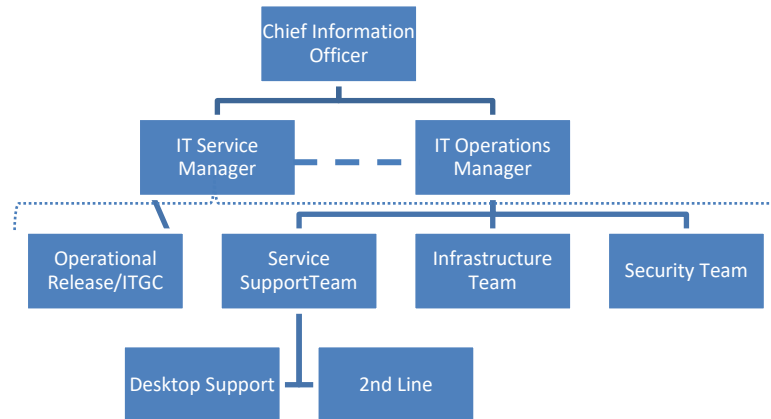 Chief Information
Officer
IT Service
Manager
IT Operations
Manager
Operational
Release/ITGC
Service
SupportTeam
Infrastructure
Team
Security Team
Desktop Support
2nd Line